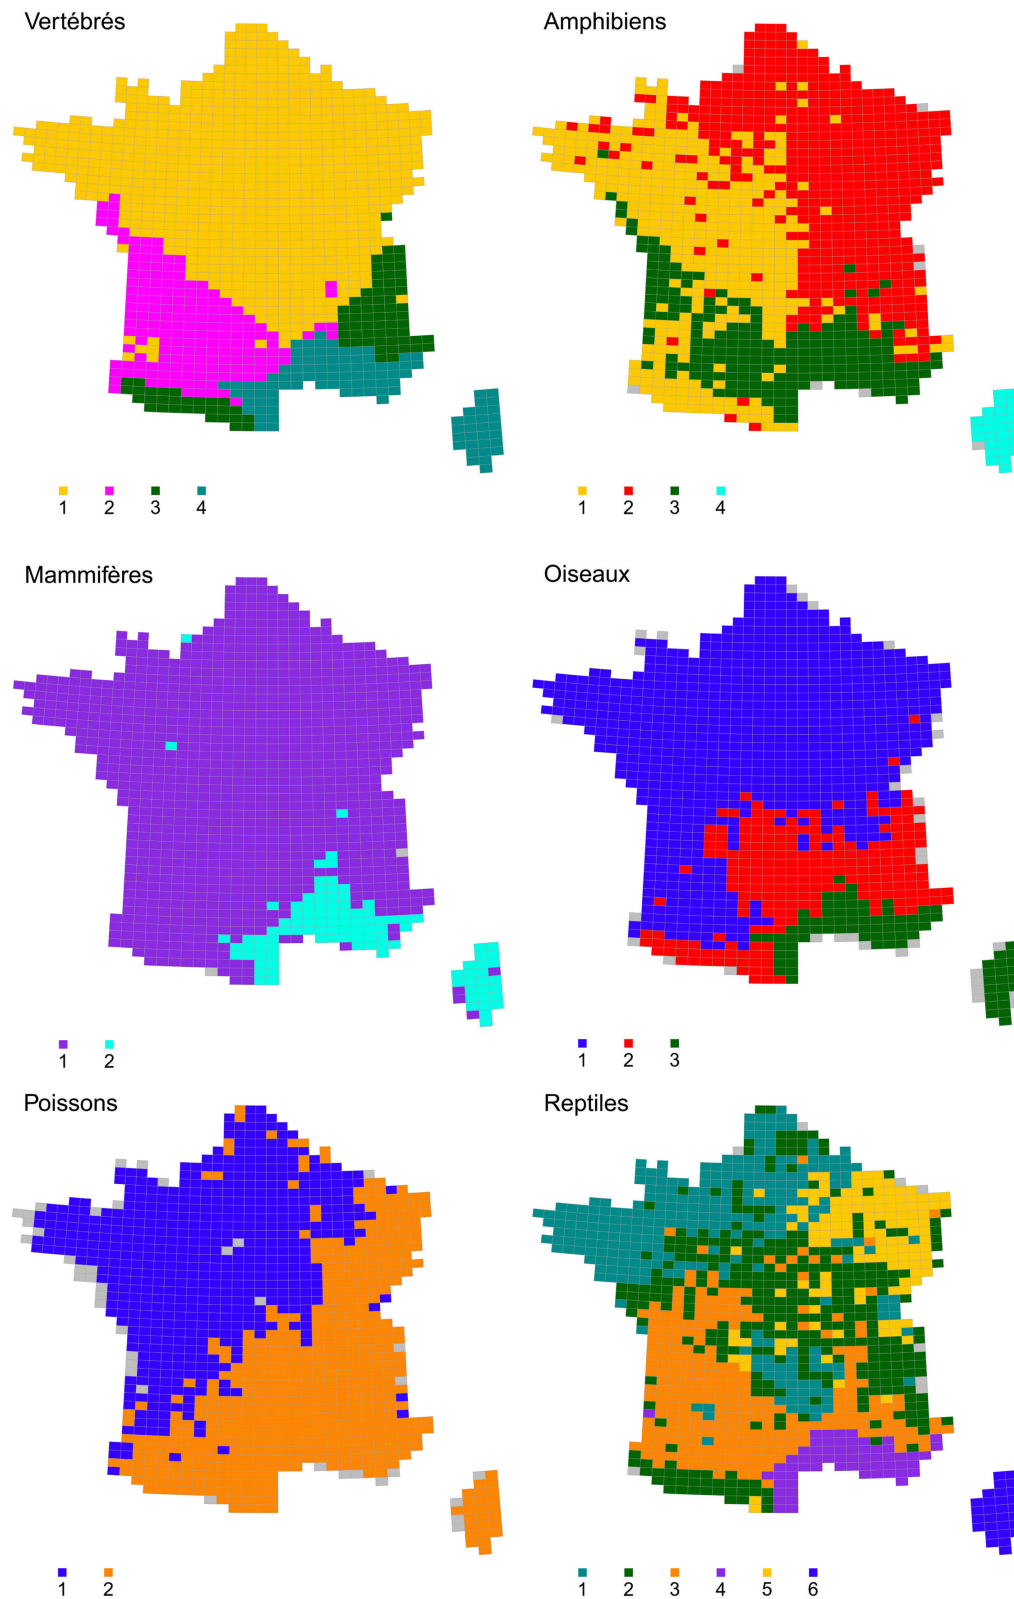 Vertébrés
Amphibiens
1 2 3 4
1 2 3 4
Mammifères
Oiseaux
1 2
1 2 3
Poissons
Reptiles
1 2
1 2 3 4 5 6